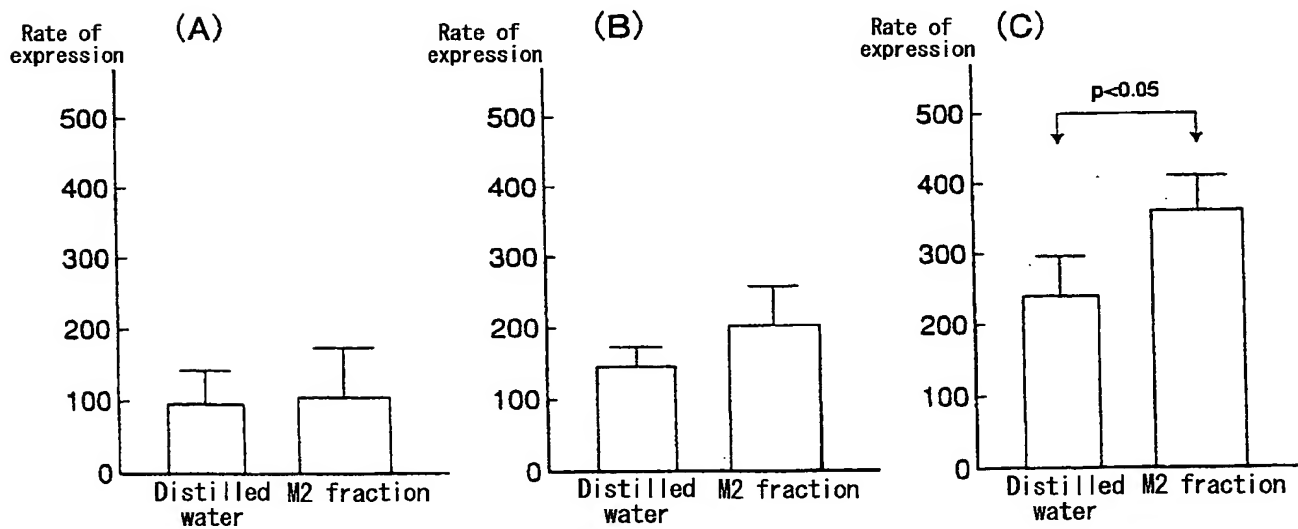 Rate of
expression
(A)
500
400
300
200
100
0
Distilled
water
M2 fraction
Rate of
expression
(B)
500
400
300
200
100
0
Distilled
water
M2 fraction
Rate of
expression
(C)
p<0.05
500
400
300
200
100
0
Distilled
water
M2 fraction